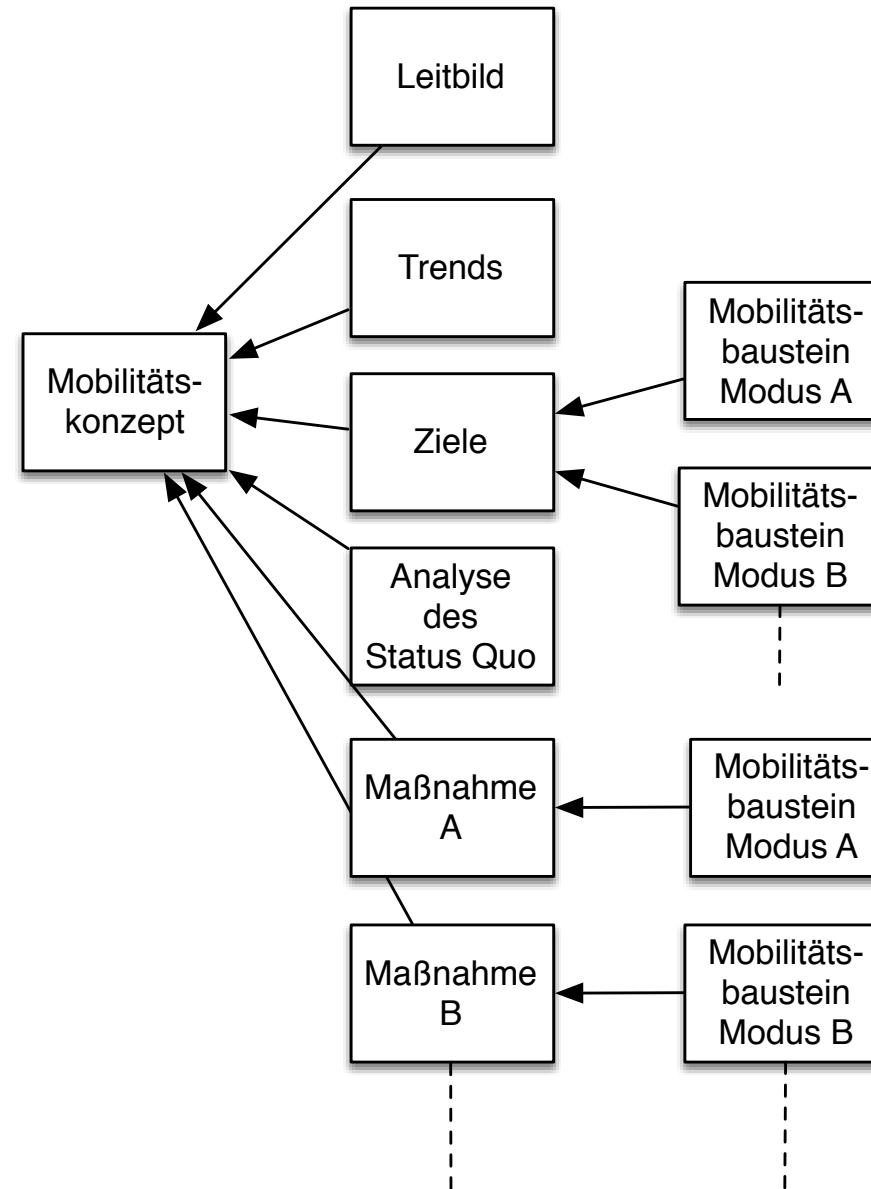 Leitbild
Trends
Mobilitäts-
konzept
Ziele
Mobilitäts-
baustein
Modus A
Mobilitäts-
baustein
Modus B
Analyse
des
Status Quo
Maßnahme
A
Mobilitäts-
baustein
Modus A
Maßnahme
B
Mobilitäts-
baustein
Modus B